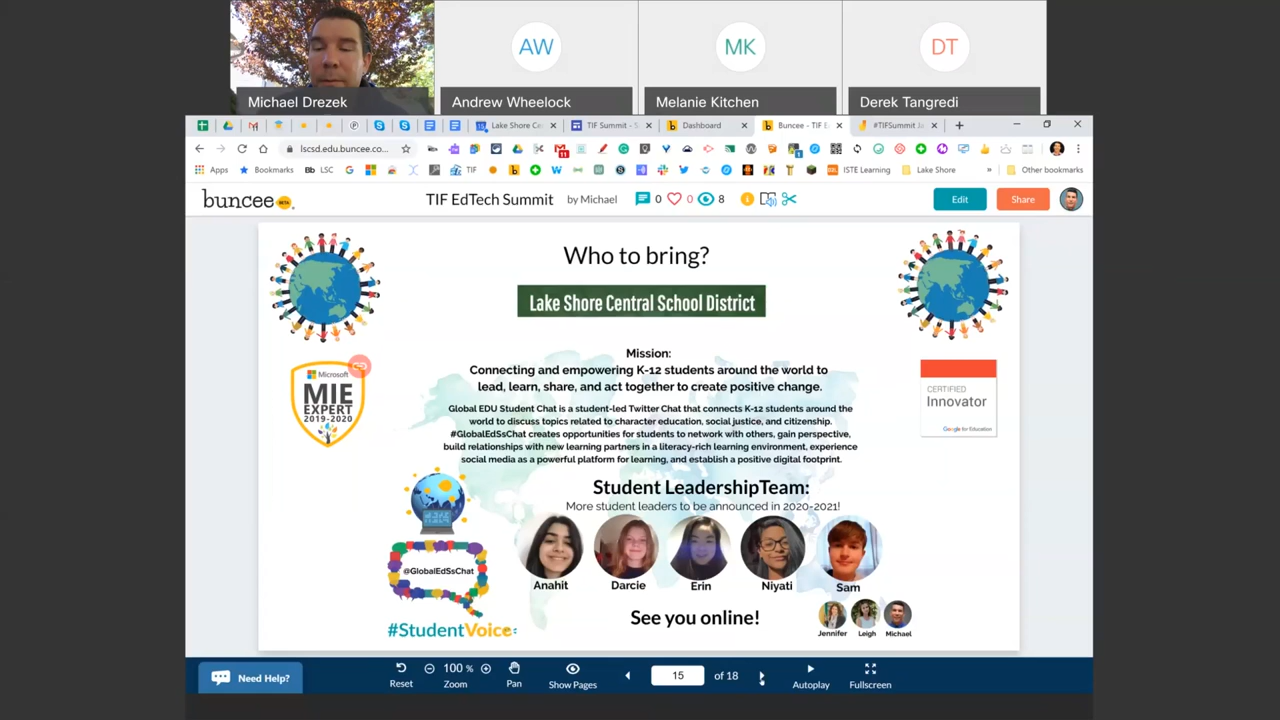 AW
MK
DT
Michael Drezek
Andrew Wheelock
Melanie Kitchen
Derek Tangredi
Lake Shore Cen
TIF Summit - S
Dashboard
Buncee - TIF E
#TIFSummit J
lscsd.edu.buncee.co...
11
Apps
Bookmarks
Bb LSC
TIF
ISTE Learning
Lake Shore
Other bookmarks
buncee BETA
TIF EdTech Summit
by Michael
0
0
8
Edit
Share
Who to bring?
Lake Shore Central School District
Mission:
Connecting and empowering K-12 students around the world to
lead, learn, share, and act together to create positive change.
Microsoft
MIE
EXPERT
2019-2020
CERTIFIED
Innovator
Google for Education
Global EDU Student Chat is a student-led Twitter Chat that connects K-12 students around the
world to discuss topics related to character education, social justice, and citizenship.
#GlobalEdSsChat creates opportunities for students to network with others, gain perspective,
build relationships with new learning partners in a literacy-rich learning environment, experience
social media as a powerful platform for learning, and establish a positive digital footprint.
Student LeadershipTeam:
More student leaders to be announced in 2020-2021!
@GlobalEdSsChat
Anahit
Darcie
Erin
Niyati
Sam
#StudentVoice
See you online!
Jennifer
Leigh
Michael
Need Help?
Reset
100 %
Zoom
Pan
Show Pages
15
of 18
Autoplay
Fullscreen